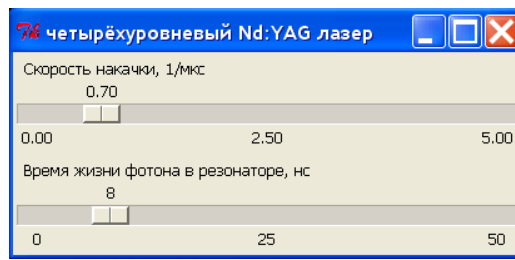 четырёхуровневый Nd:YAG лазер
Скорость накачки, 1/мкс
0.70
0.00 2.50 5.00
Время жизни фотона в резонаторе, нс
8
0 25 50